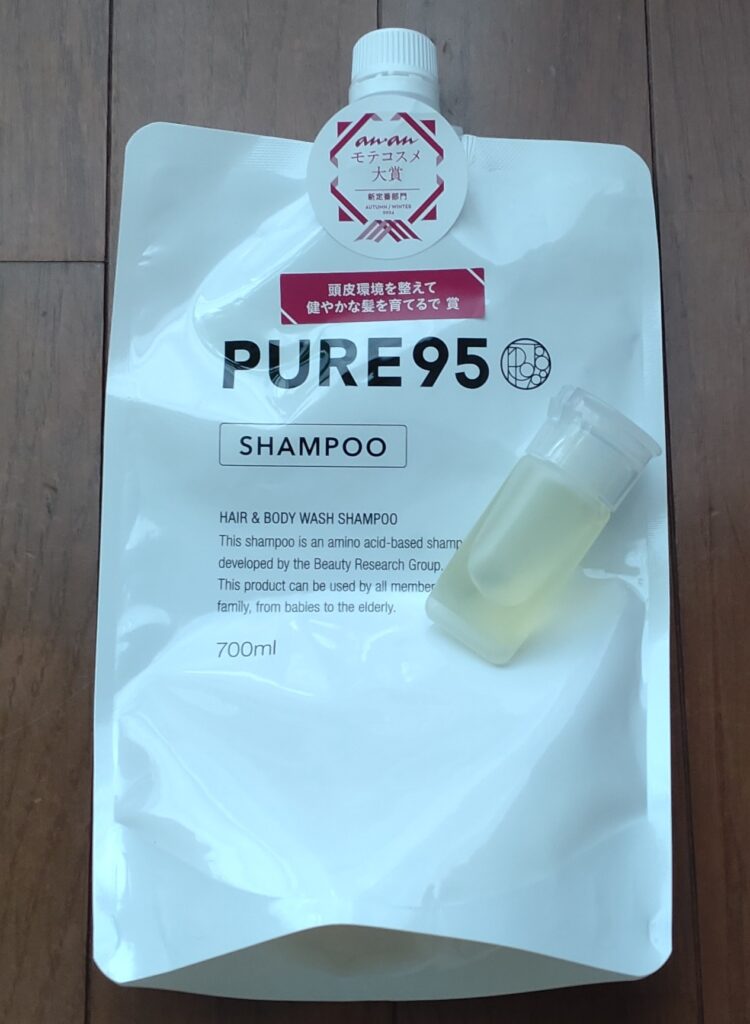 an・an
モテコスメ
大賞
新定番部門
AUTUMN / WINTER
2024
頭皮環境を整えて
健やかな髪を育てるで 賞
PURE95
SHAMPOO
HAIR & BODY WASH SHAMPOO
This shampoo is an amino acid-based shamp
developed by the Beauty Research Group.
This product can be used by all member
family, from babies to the elderly.
700ml